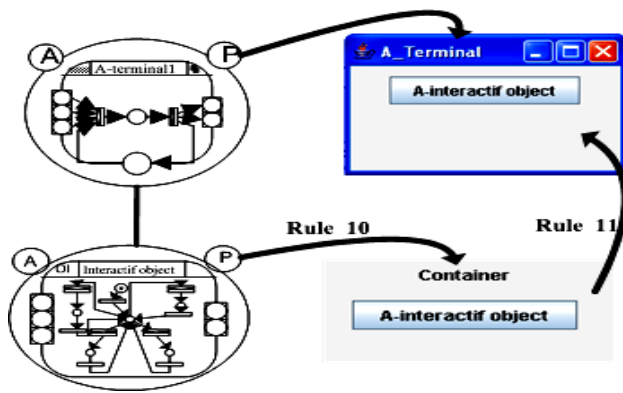 A
P
A_Terminal
A-terminal1
A-interactif object
Rule 10
Rule 11
A
P
OI
Interactif object
Container
A-interactif object